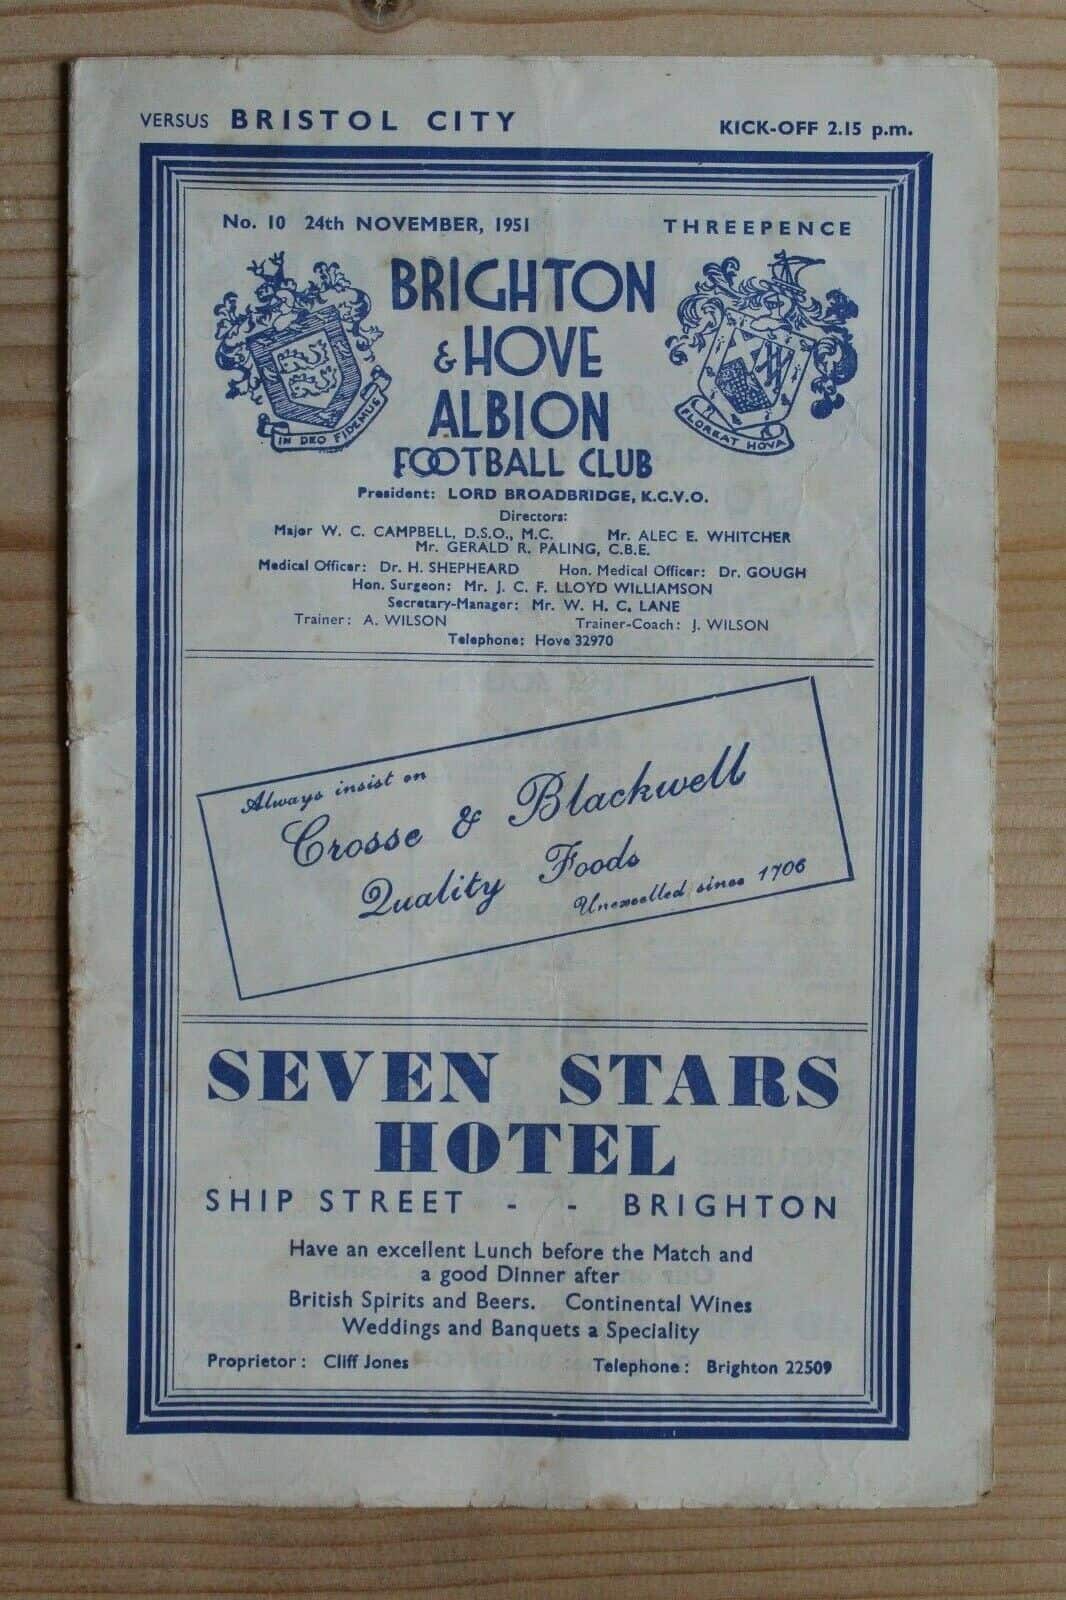 VERSUS BRISTOL CITY KICK-OFF 2.15 p.m.
No. 10 24th NOVEMBER, 1951 THREEPENCE
BRIGHTON
& HOVE
ALBION
FOOTBALL CLUB
IN DEO FIDEMUS
FLOREAT HOVA
President: LORD BROADBRIDGE, K.C.V.O.
Directors:
Major W. C. CAMPBELL, D.S.O., M.C. Mr. ALEC E. WHITCHER
Mr. GERALD R. PALING, C.B.E.
Medical Officer: Dr. H. SHEPHEARD Hon. Medical Officer: Dr. GOUGH
Hon. Surgeon: Mr. J. C. F. LLOYD WILLIAMSON
Secretary-Manager: Mr. W. H. C. LANE
Trainer: A. WILSON Trainer-Coach: J. WILSON
Telephone: Hove 32970
Always insist on
Crosse & Blackwell
Quality Foods
Unexcelled since 1706
SEVEN STARS
HOTEL
SHIP STREET - - BRIGHTON
Have an excellent Lunch before the Match and
a good Dinner after
British Spirits and Beers. Continental Wines
Weddings and Banquets a Speciality
Proprietor: Cliff Jones Telephone: Brighton 22509